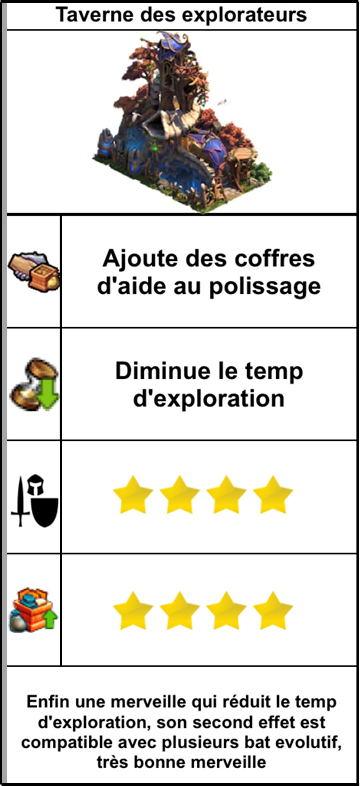 Taverne des explorateurs
Ajoute des coffres
d'aide au polissage
Diminue le temp
d'exploration
Enfin une merveille qui réduit le temp
d'exploration, son second effet est
compatible avec plusieurs bat evolutif,
très bonne merveille